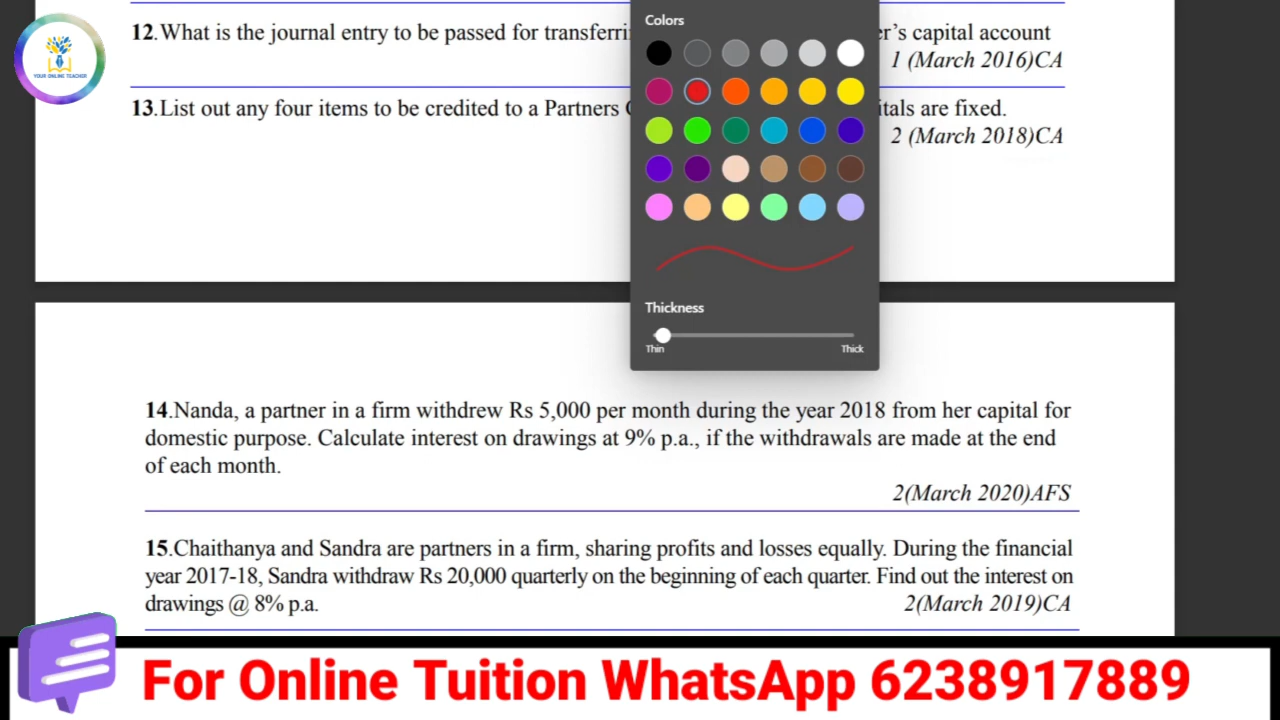 YOUR ONLINE TEACHER
12.What is the journal entry to be passed for transferri
er’s capital account
1 (March 2016)CA
13.List out any four items to be credited to a Partners
itals are fixed.
2 (March 2018)CA
Colors
Thickness
Thin
Thick
14.Nanda, a partner in a firm withdrew Rs 5,000 per month during the year 2018 from her capital for
domestic purpose. Calculate interest on drawings at 9% p.a., if the withdrawals are made at the end
of each month.
2(March 2020)AFS
15.Chaithanya and Sandra are partners in a firm, sharing profits and losses equally. During the financial
year 2017-18, Sandra withdraw Rs 20,000 quarterly on the beginning of each quarter. Find out the interest on
drawings @ 8% p.a.
2(March 2019)CA
For Online Tuition WhatsApp 6238917889